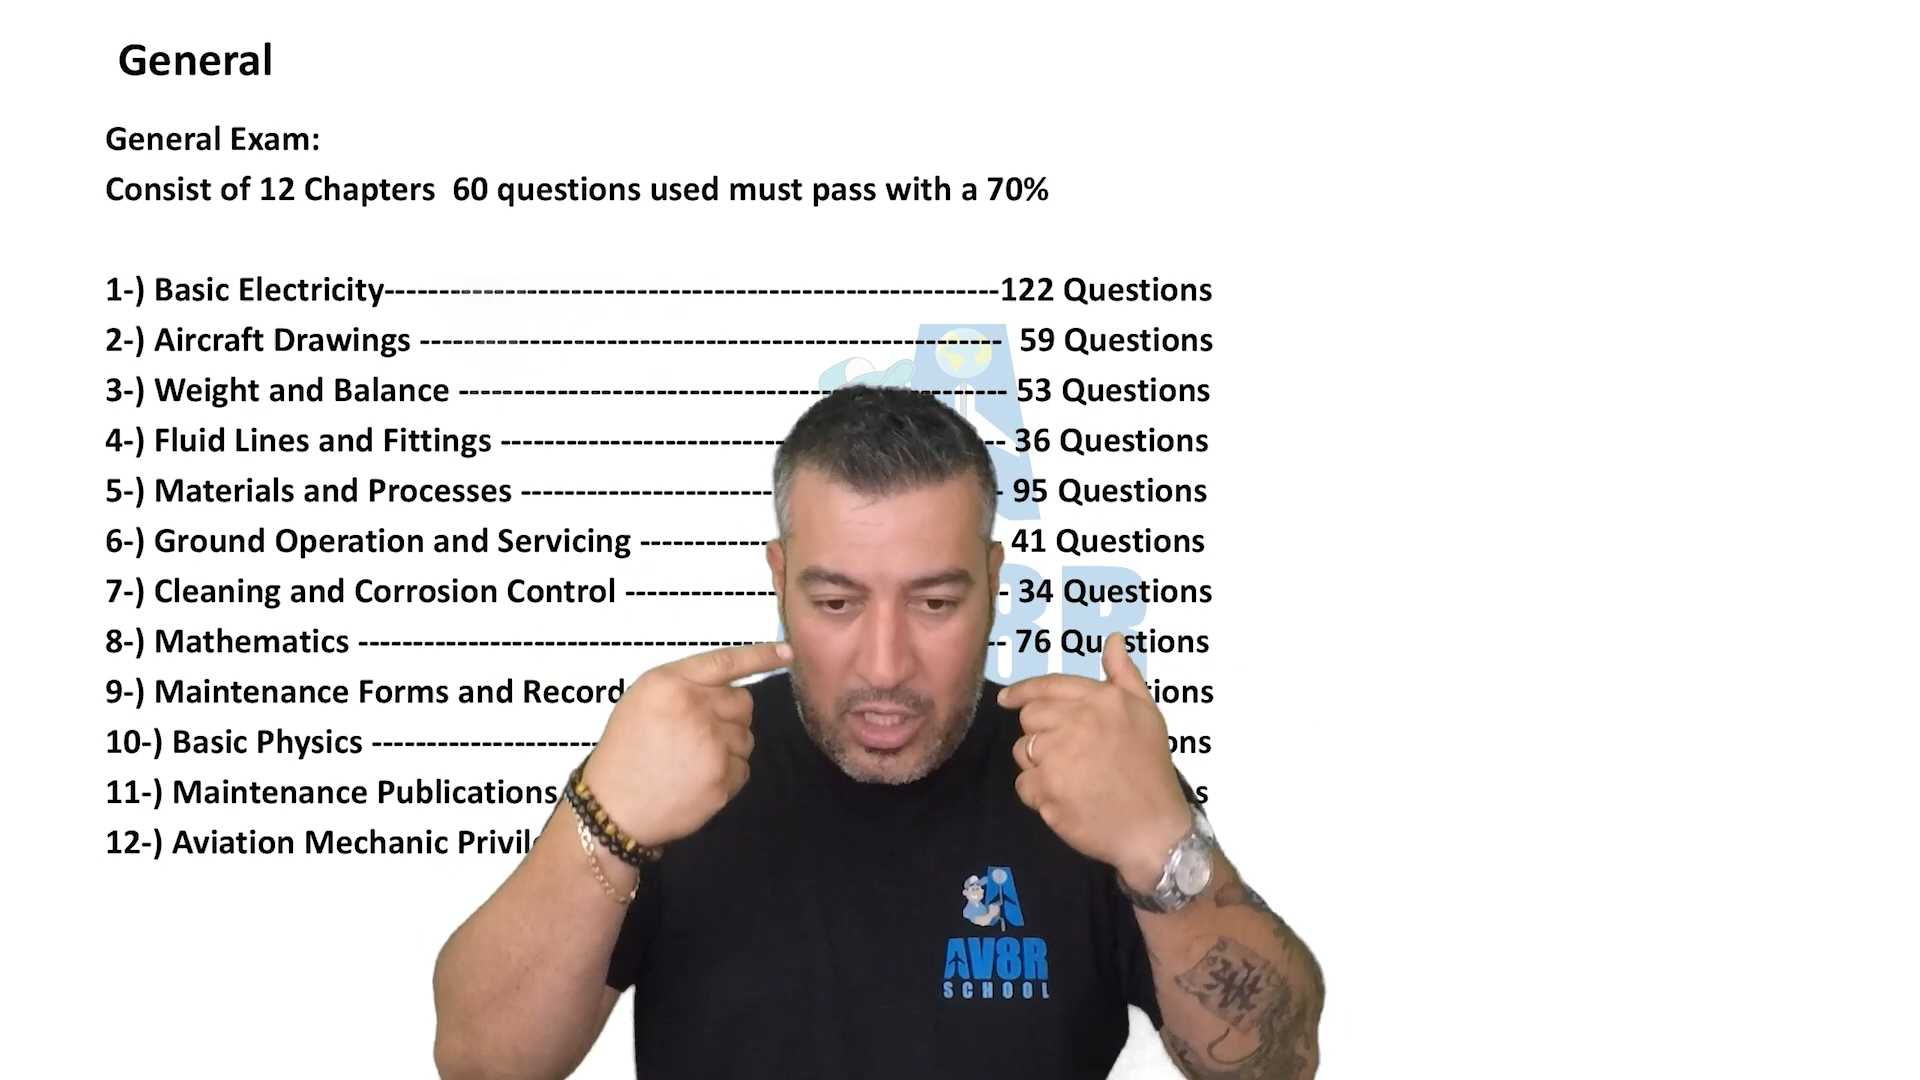 General
General Exam:
Consist of 12 Chapters  60 questions used must pass with a 70%
1-) Basic Electricity--------------------------------------------------------------------122 Questions
2-) Aircraft Drawings ---------------------------------------------------------------- 59 Questions
3-) Weight and Balance ------------------------------------------------------------- 53 Questions
4-) Fluid Lines and Fittings -------------------------------- -- 36 Questions
5-) Materials and Processes ---------------------------- - 95 Questions
6-) Ground Operation and Servicing -------------- - 41 Questions
7-) Cleaning and Corrosion Control ----------------- - 34 Questions
8-) Mathematics ----------------------------------------------- -- 76 Questions
9-) Maintenance Forms and Record
10-) Basic Physics -------------------------
11-) Maintenance Publications
12-) Aviation Mechanic
AV8R
SCHOOL